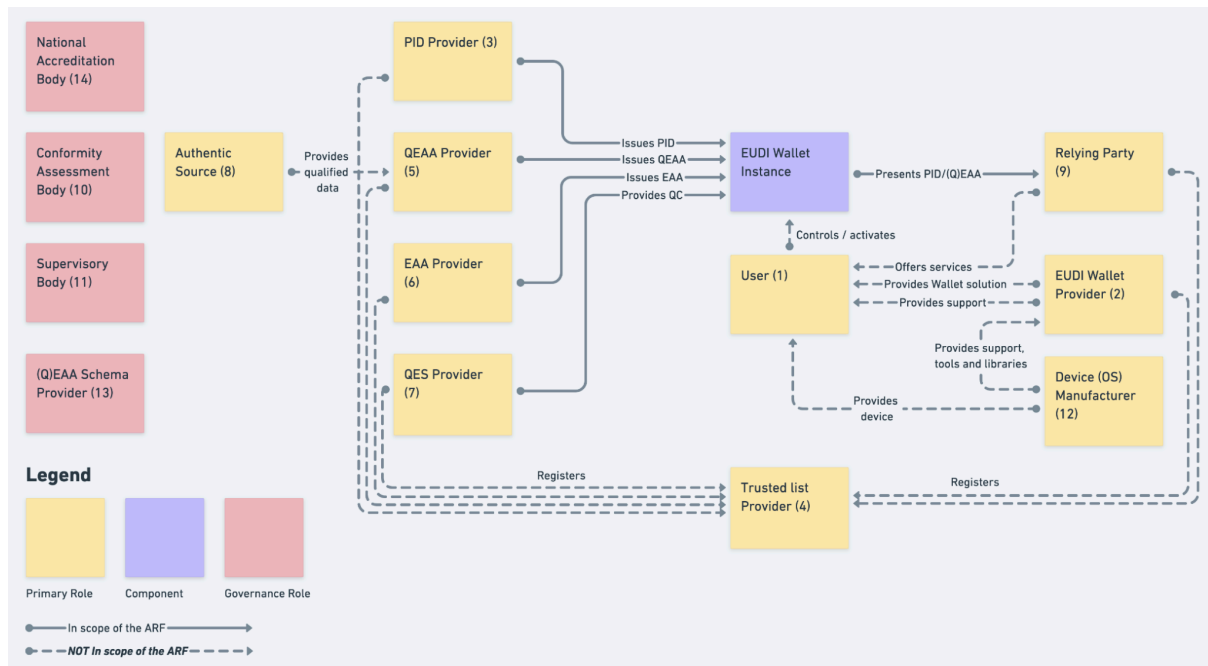 National
Accreditation
Body (14)
Conformity
Assessment
Body (10)
Supervisory
Body (11)
(Q)EAA Schema
Provider (13)
Authentic
Source (8)
Provides
qualified
data
PID Provider (3)
QEAA Provider
(5)
EAA Provider
(6)
QES Provider
(7)
Issues PID
Issues QEAA
Issues EAA
Provides QC
EUDI Wallet
Instance
Presents PID/(Q)EAA
Relying Party
(9)
Controls / activates
User (1)
Offers services
Provides Wallet solution
Provides support
EUDI Wallet
Provider (2)
Provides support,
tools and libraries
Device (OS)
Manufacturer
(12)
Provides
device
Registers
Trusted list
Provider (4)
Registers
Legend
Primary Role
Component
Governance Role
In scope of the ARF
NOT In scope of the ARF